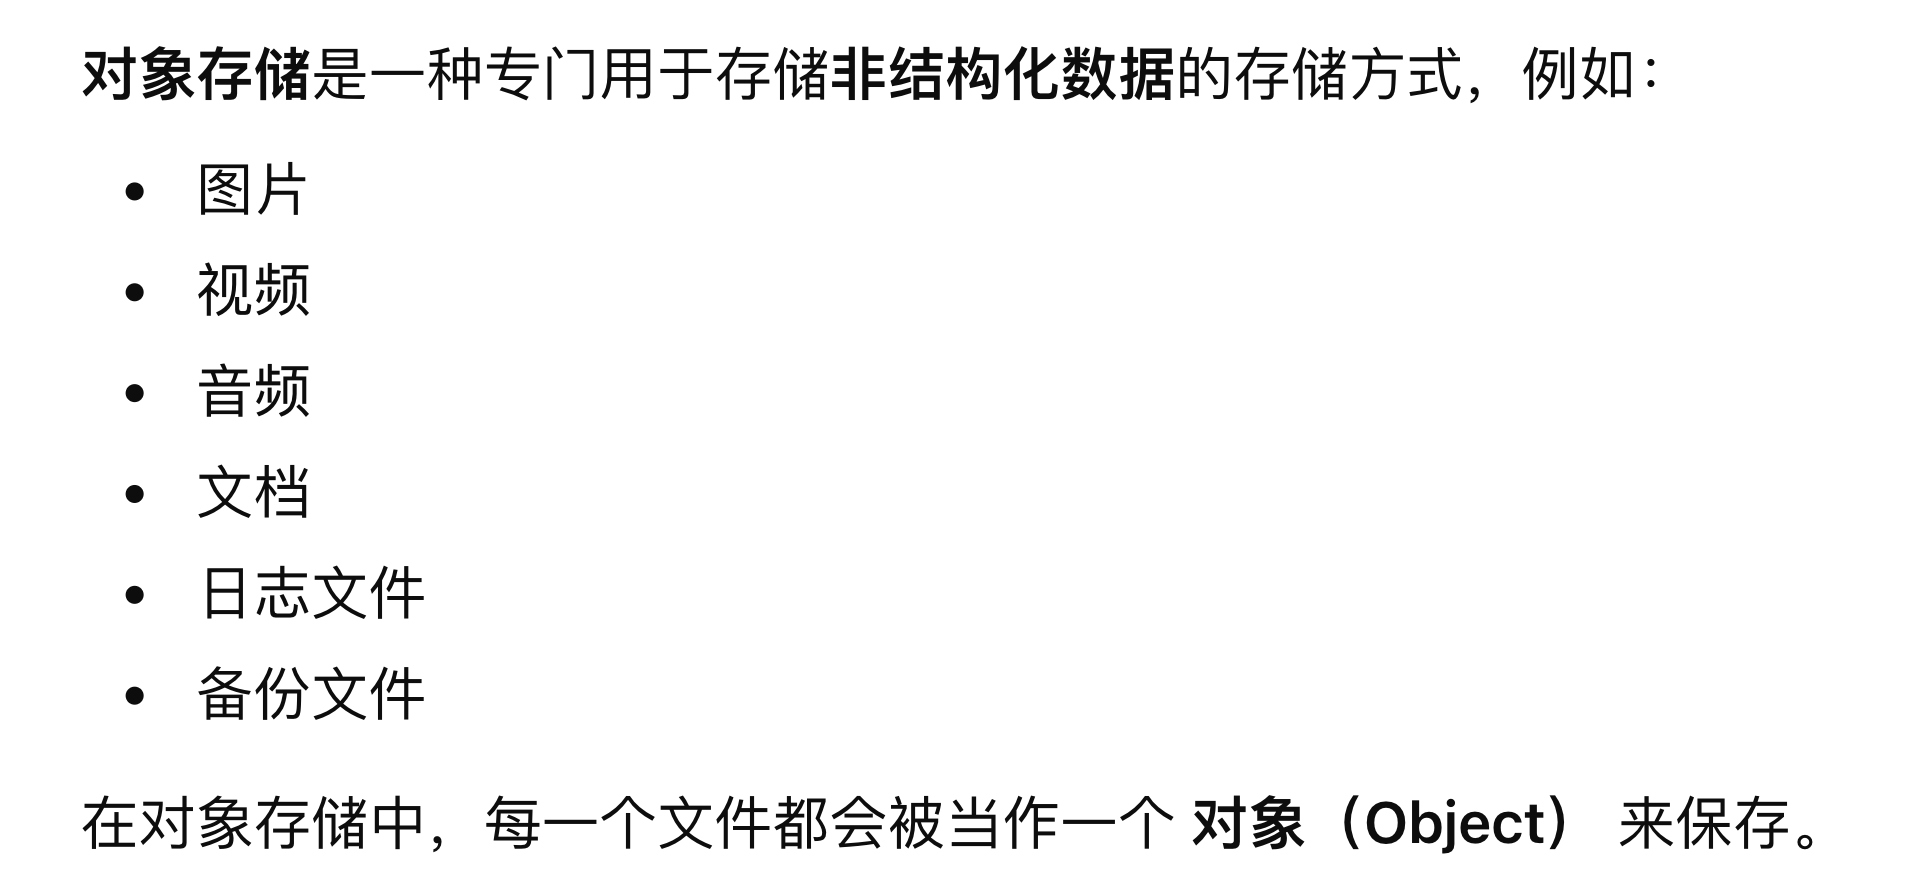 对象存储是一种专门用于存储非结构化数据的存储方式，例如：
• 图片
• 视频
• 音频
• 文档
• 日志文件
• 备份文件
在对象存储中，每一个文件都会被当作一个 对象（Object） 来保存。